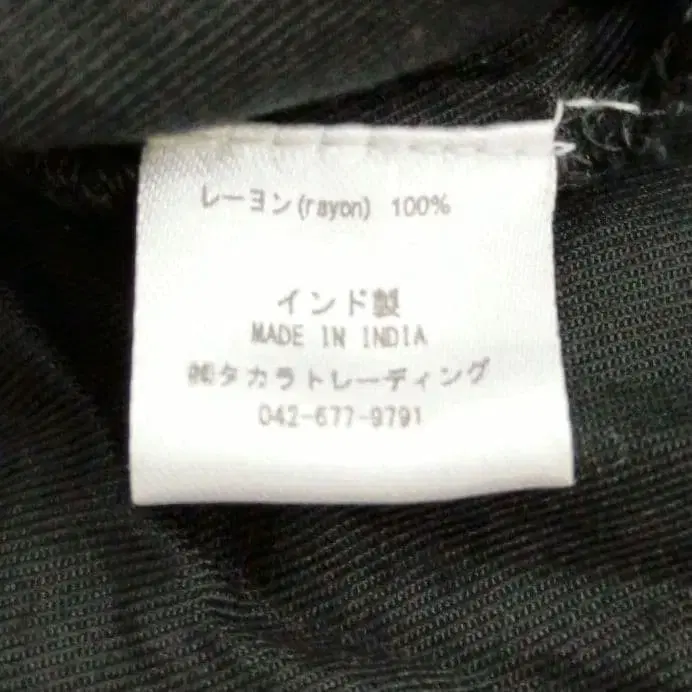 レーヨン(rayon) 100%
インド製
MADE IN INDIA
㈲タカラトレーディング
042-677-9791